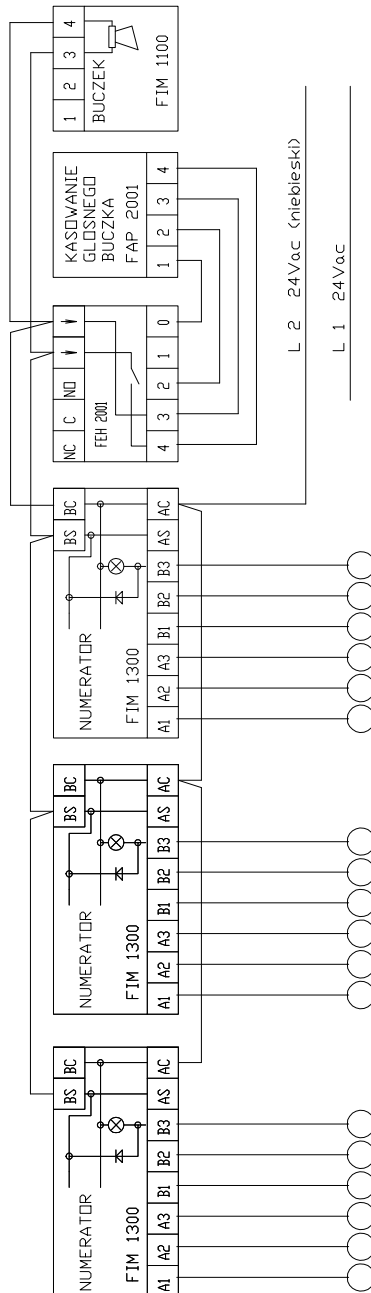 BS BC
NUMERATOR
FIM 1300
A1 A2 A3 B1 B2 B3 AS AC
BS BC
NUMERATOR
FIM 1300
A1 A2 A3 B1 B2 B3 AS AC
BS BC
NUMERATOR
FIM 1300
A1 A2 A3 B1 B2 B3 AS AC
NC C NO
FEH 2001
4 3 2 1 0
KASOWANIE
GLOSNEGO
BUCZKA
FAP 2001
1 2 3 4
1 2 3 4
BUCZEK
FIM 1100
L 2 24Vac (niebieski)
L 1 24Vac